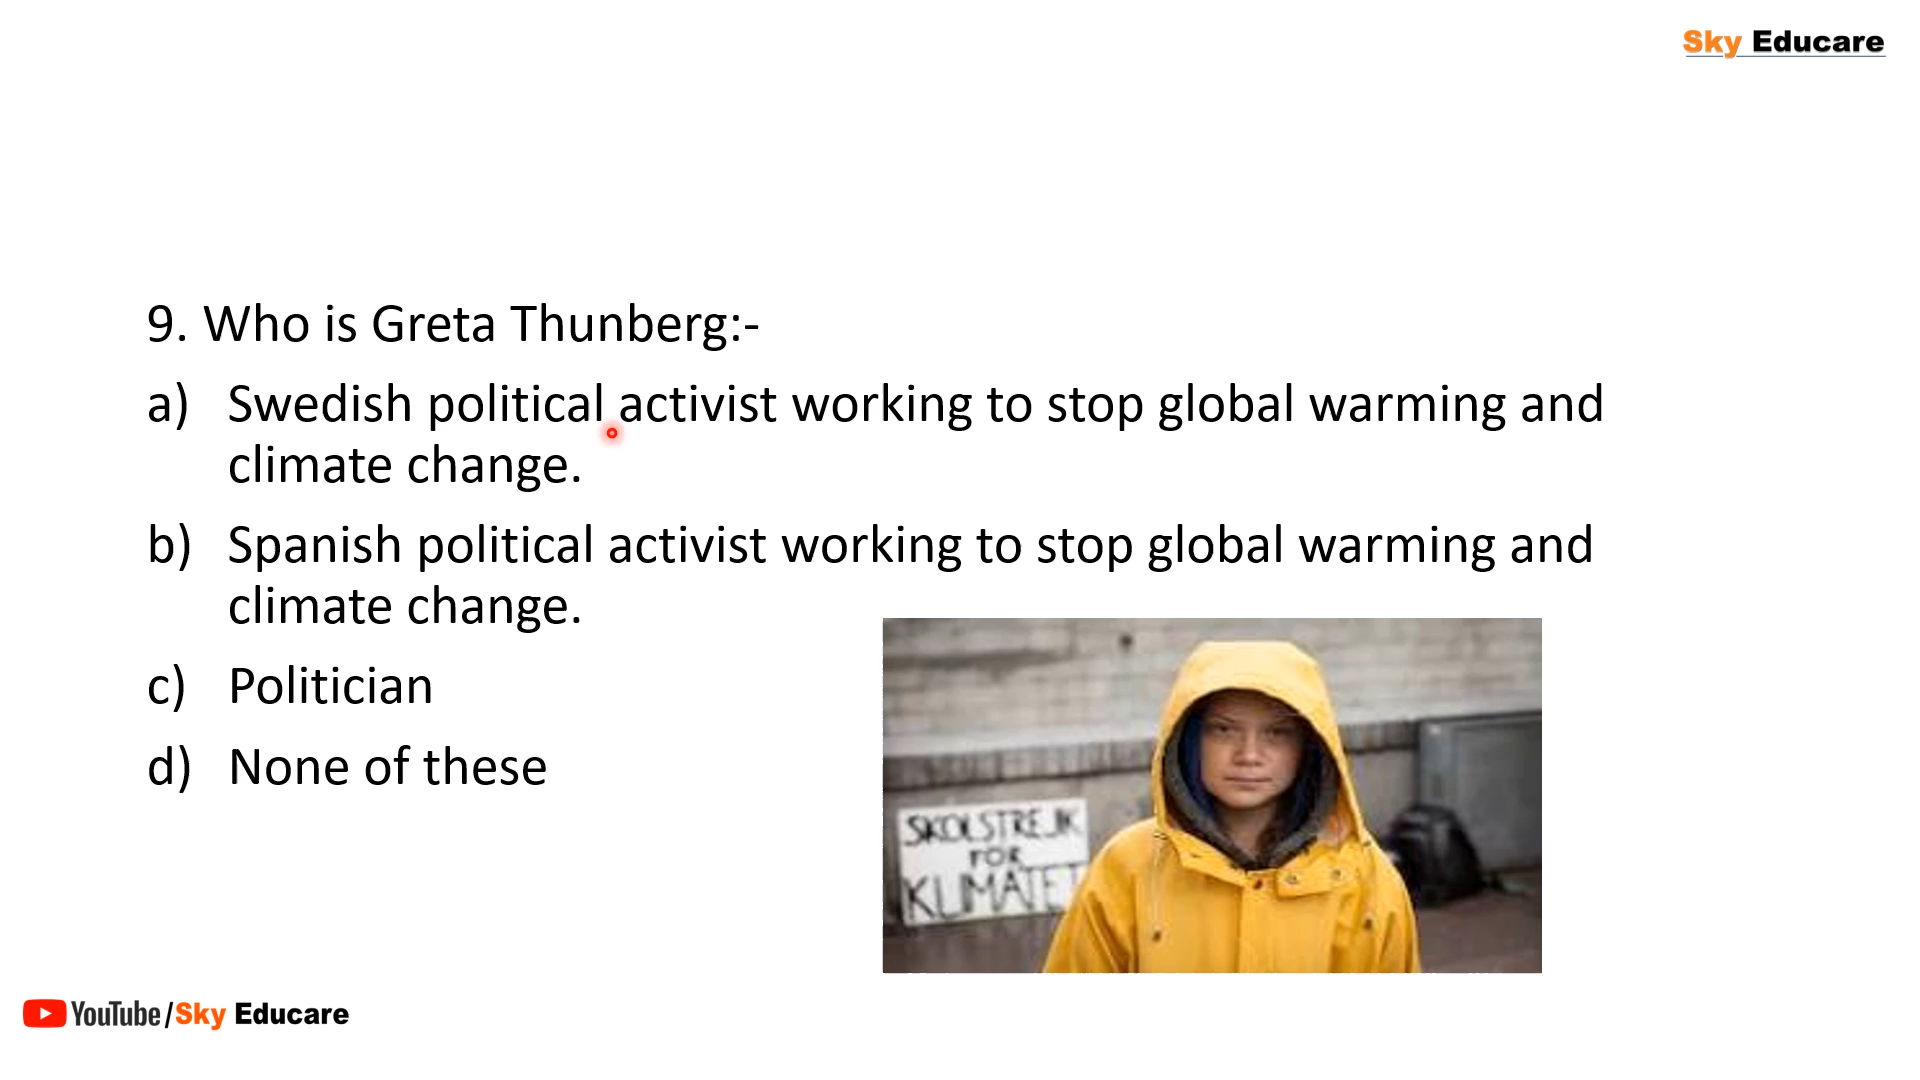 Sky Educare
9. Who is Greta Thunberg:-
a) Swedish political activist working to stop global warming and
climate change.
b) Spanish political activist working to stop global warming and
climate change.
c) Politician
d) None of these
SKOLSTREJK
FÖR
KLIMATET
YouTube/Sky Educare